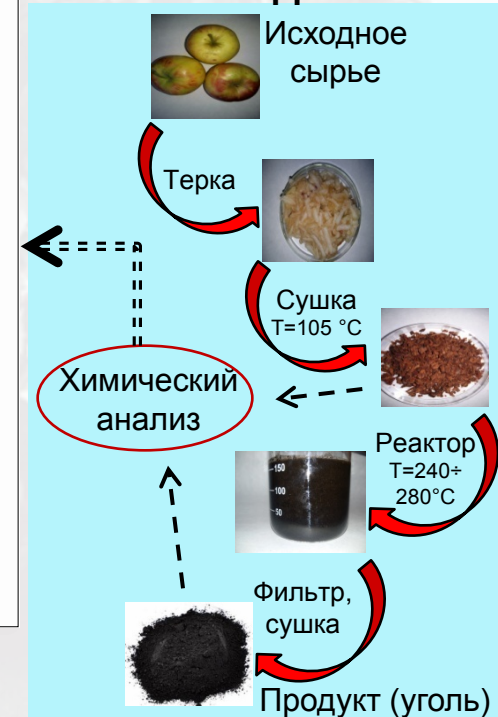 Исходное
сырье
Терка
Сушка
T=105 °C
Химический
анализ
Реактор
T=240÷
280°C
150
100
50
Фильтр,
сушка
Продукт (уголь)